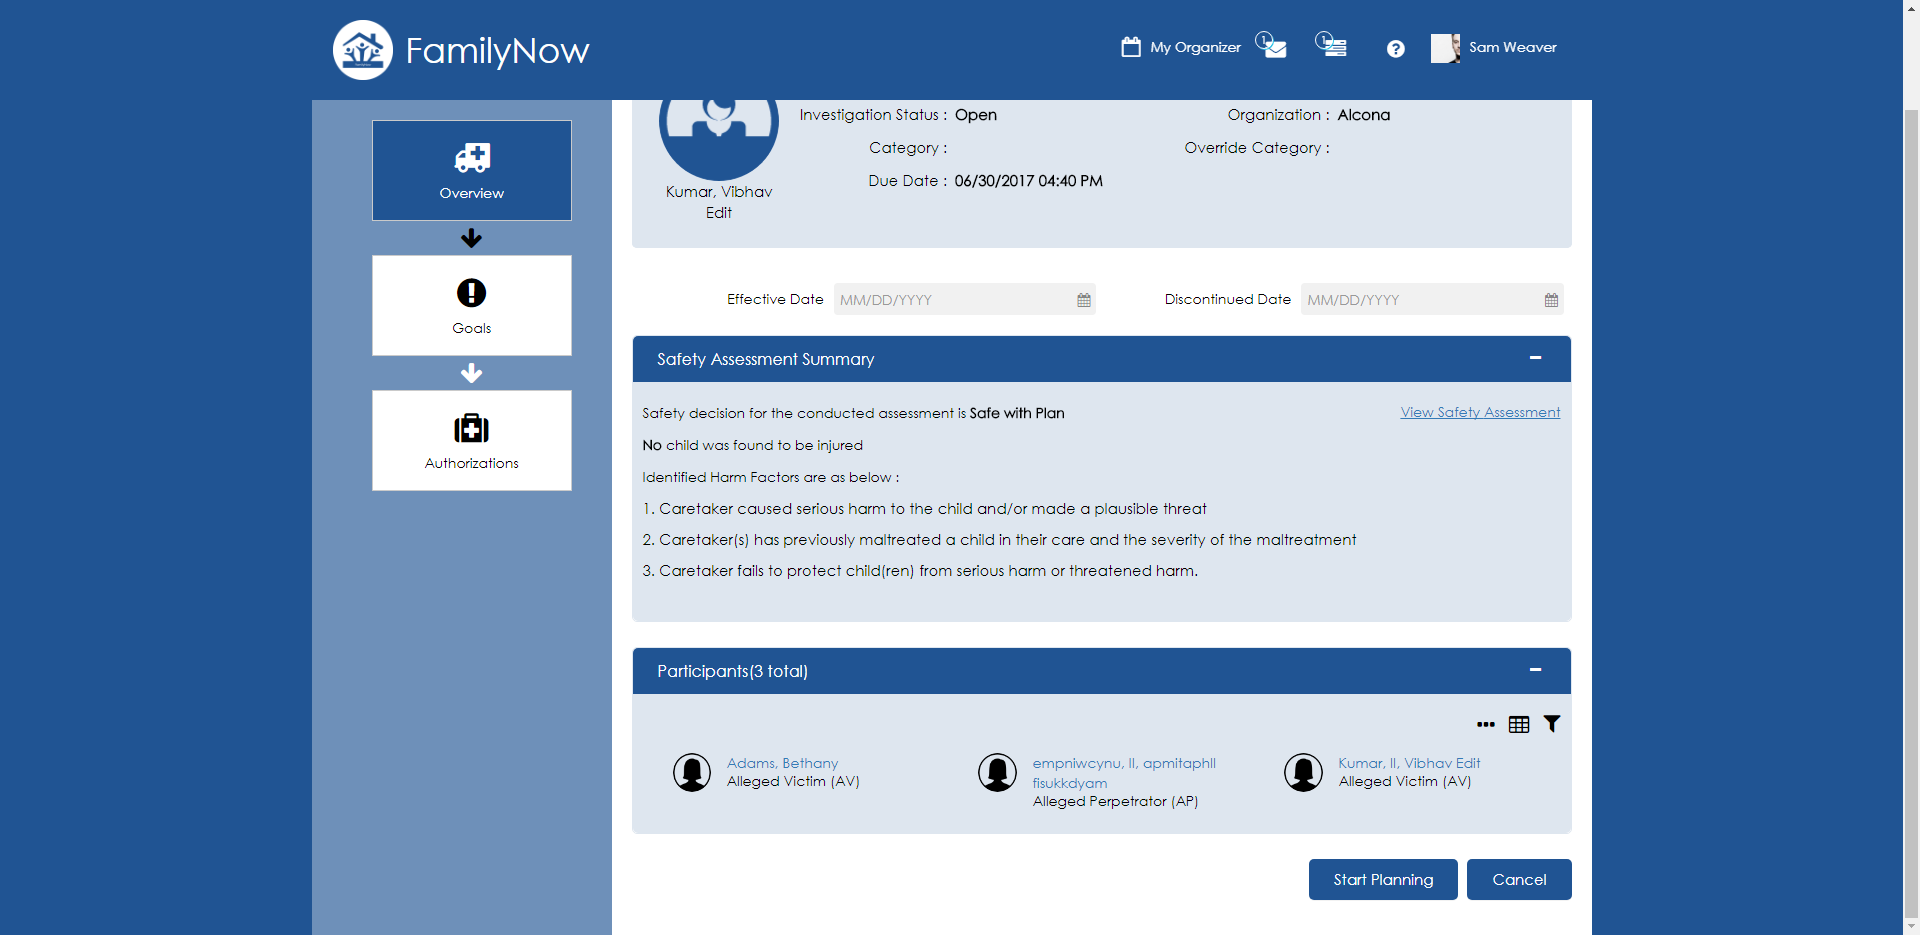 FamilyNow
My Organizer
1
1
?
Sam Weaver
Overview
Goals
Authorizations
Kumar, Vibhav
Edit
Investigation Status : Open
Organization : Alcona
Category :
Override Category :
Due Date : 06/30/2017 04:40 PM
Effective Date MM/DD/YYYY
Discontinued Date MM/DD/YYYY
Safety Assessment Summary
Safety decision for the conducted assessment is Safe with Plan
View Safety Assessment
No child was found to be injured
Identified Harm Factors are as below :
1. Caretaker caused serious harm to the child and/or made a plausible threat
2. Caretaker(s) has previously maltreated a child in their care and the severity of the maltreatment
3. Caretaker fails to protect child(ren) from serious harm or threatened harm.
Participants(3 total)
Adams, Bethany
Alleged Victim (AV)
empniwcynu, II, apmitaphll
fisukkdyam
Alleged Perpetrator (AP)
Kumar, II, Vibhav Edit
Alleged Victim (AV)
Start Planning
Cancel